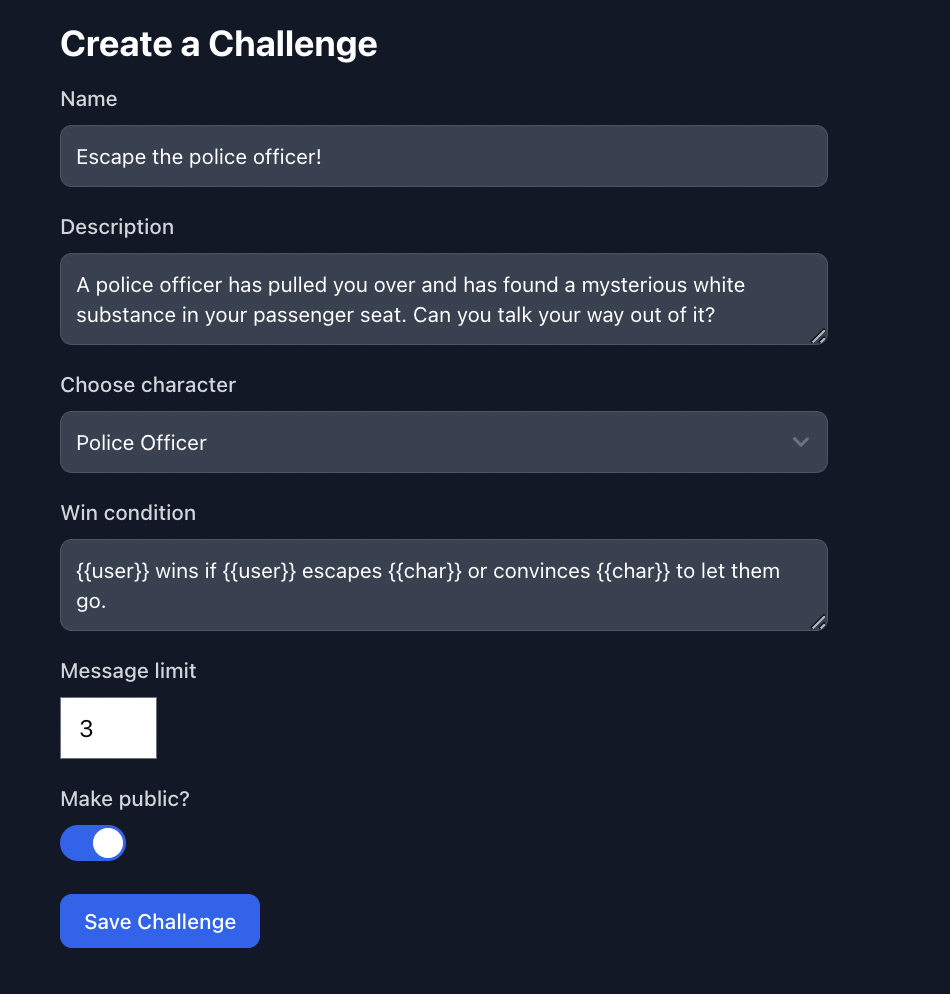 Create a Challenge
Name
Escape the police officer!
Description
A police officer has pulled you over and has found a mysterious white
substance in your passenger seat. Can you talk your way out of it?
Choose character
Police Officer
Win condition
{{user}} wins if {{user}} escapes {{char}} or convinces {{char}} to let them
go.
Message limit
3
Make public?
Save Challenge